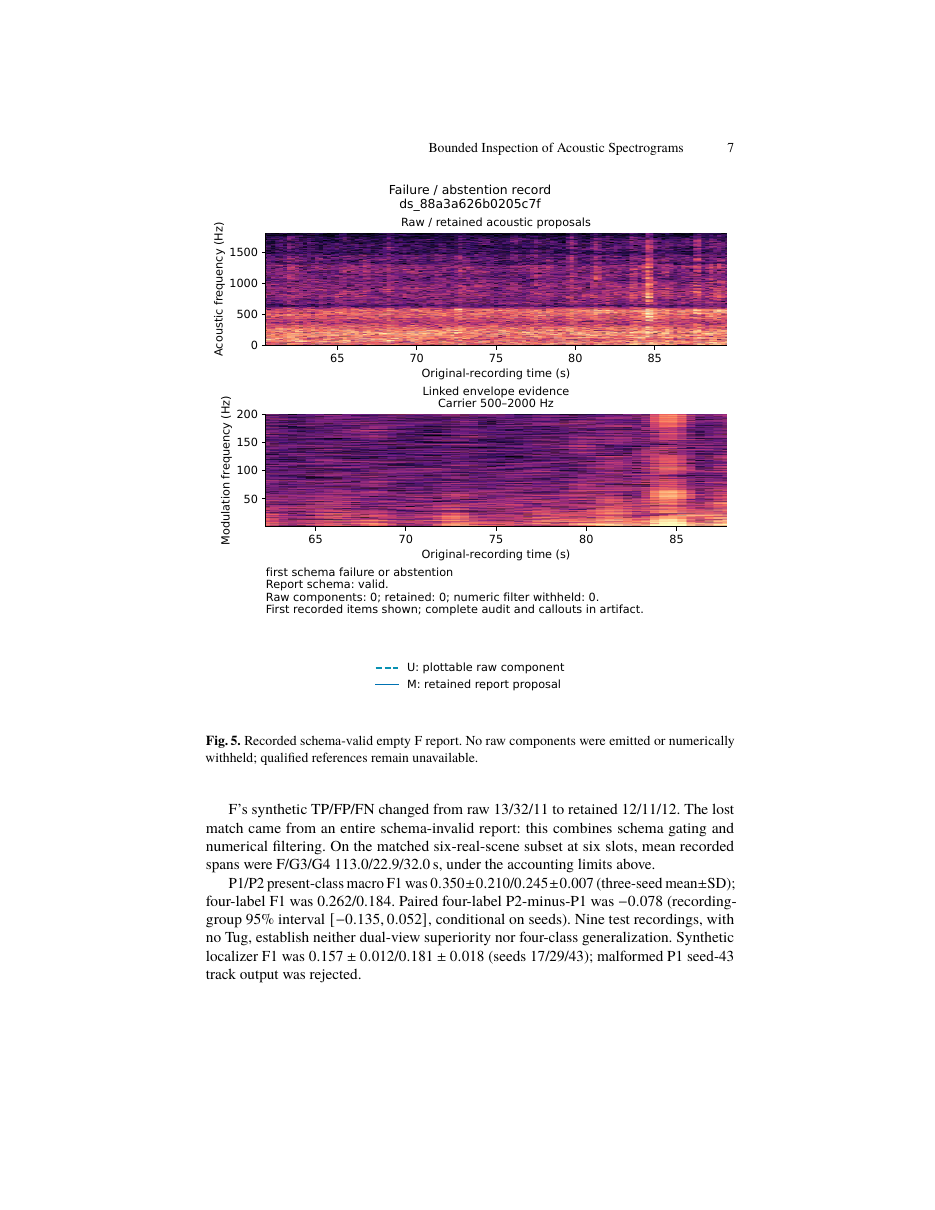 Bounded Inspection of Acoustic Spectrograms 7
Failure / abstention record
ds_88a3a626b0205c7f
Raw / retained acoustic proposals
Acoustic frequency (Hz)
1500
1000
500
0
65 70 75 80 85
Original-recording time (s)
Linked envelope evidence
Carrier 500–2000 Hz
Modulation frequency (Hz)
200
150
100
50
65 70 75 80 85
Original-recording time (s)
first schema failure or abstention
Report schema: valid.
Raw components: 0; retained: 0; numeric filter withheld: 0.
First recorded items shown; complete audit and callouts in artifact.
U: plottable raw component
M: retained report proposal
Fig. 5. Recorded schema-valid empty F report. No raw components were emitted or numerically
withheld; qualified references remain unavailable.
F’s synthetic TP/FP/FN changed from raw 13/32/11 to retained 12/11/12. The lost
match came from an entire schema-invalid report: this combines schema gating and
numerical filtering. On the matched six-real-scene subset at six slots, mean recorded
spans were F/G3/G4 113.0/22.9/32.0 s, under the accounting limits above.
P1/P2 present-class macro F1 was 0.350±0.210/0.245±0.007 (three-seed mean±SD);
four-label F1 was 0.262/0.184. Paired four-label P2-minus-P1 was −0.078 (recording-
group 95% interval [−0.135, 0.052], conditional on seeds). Nine test recordings, with
no Tug, establish neither dual-view superiority nor four-class generalization. Synthetic
localizer F1 was 0.157 ± 0.012/0.181 ± 0.018 (seeds 17/29/43); malformed P1 seed-43
track output was rejected.